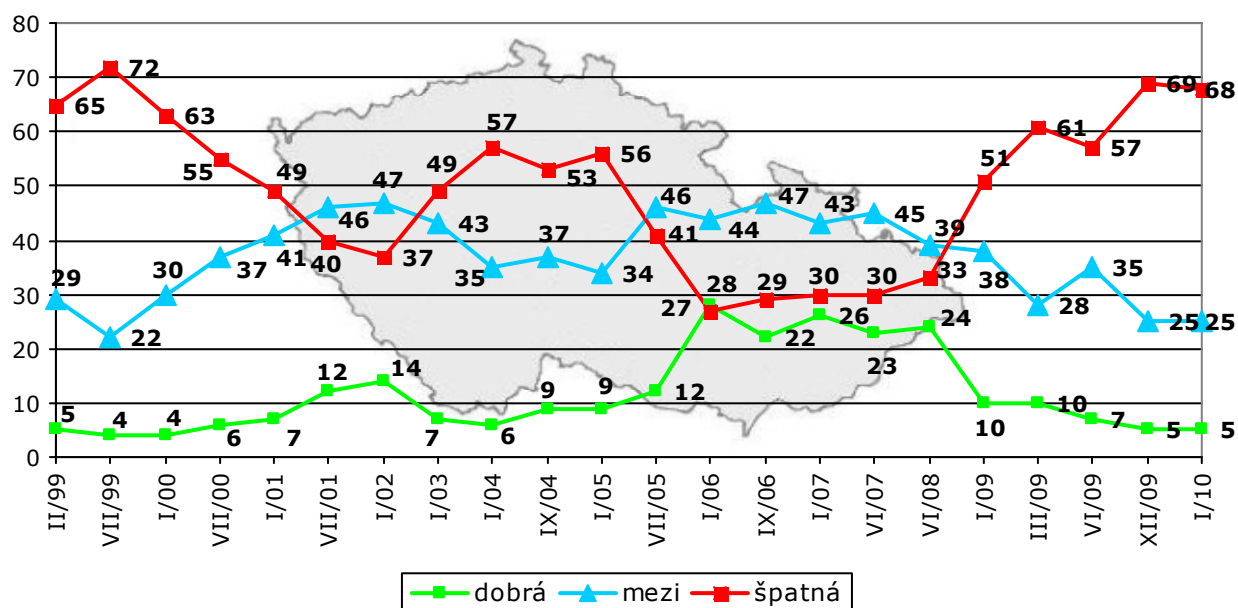 80
70
60
50
40
30
20
10
0
65 72 63 55 49 40 37 49 57 53 56 41 27 29 30 30 33 51 61 57 69 68
29 22 30 37 41 46 47 43 35 37 34 46 44 47 43 45 39 38 28 35 25 25
5 4 4 6 7 12 14 7 6 9 9 12 28 22 26 23 24 10 10 7 5 5
II/99
VII/99
I/00
VII/00
I/01
VII/01
I/02
I/03
I/04
IX/04
I/05
VII/05
I/06
IX/06
I/07
VI/07
VI/08
I/09
III/09
VI/09
XII/09
I/10
dobrá mezi špatná